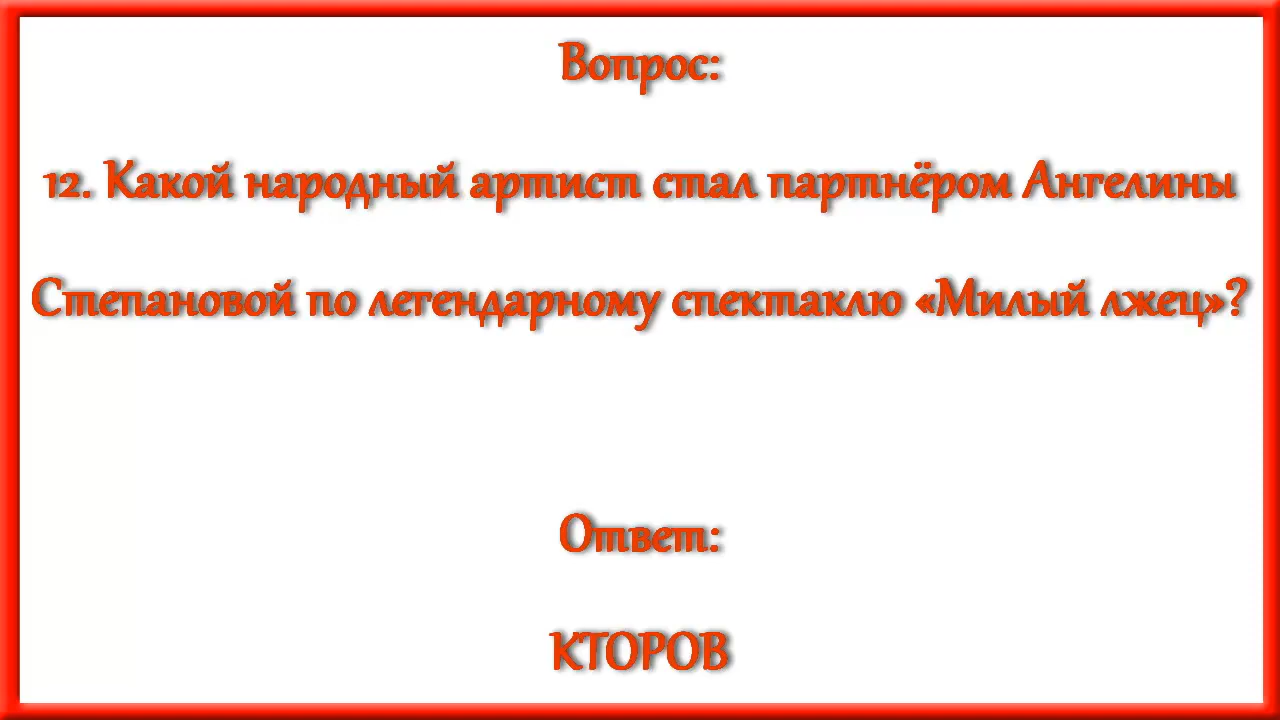 Вопрос:
12. Какой народный артист стал партнёром Ангелины
Степановой по легендарному спектаклю «Милый лжец»?
Ответ:
КТОРОВ